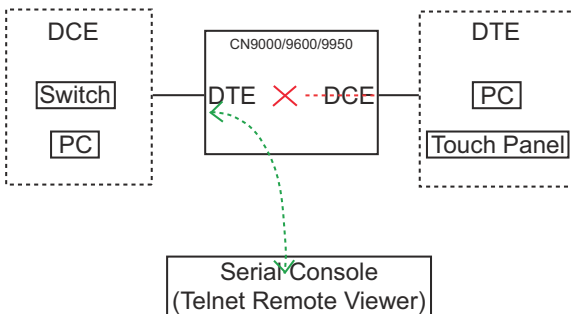 DCE
Switch
PC
CN9000/9600/9950
DTE
DCE
DTE
PC
Touch Panel
Serial Console
(Telnet Remote Viewer)